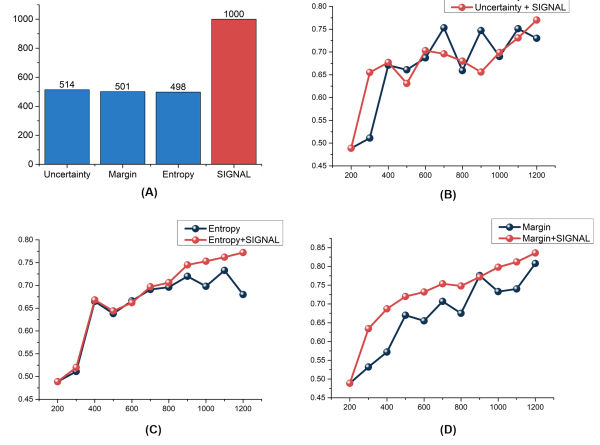 1000
1000
800
600
514
501
498
400
200
0
Uncertainty Margin Entropy SIGNAL
(A)
Uncertainty + SIGNAL
0.80
0.75
0.70
0.65
0.60
0.55
0.50
0.45
200 400 600 800 1000 1200
(B)
Entropy
Entropy+SIGNAL
0.80
0.75
0.70
0.65
0.60
0.55
0.50
0.45
200 400 600 800 1000 1200
(C)
Margin
Margin+SIGNAL
0.85
0.80
0.75
0.70
0.65
0.60
0.55
0.50
0.45
200 400 600 800 1000 1200
(D)